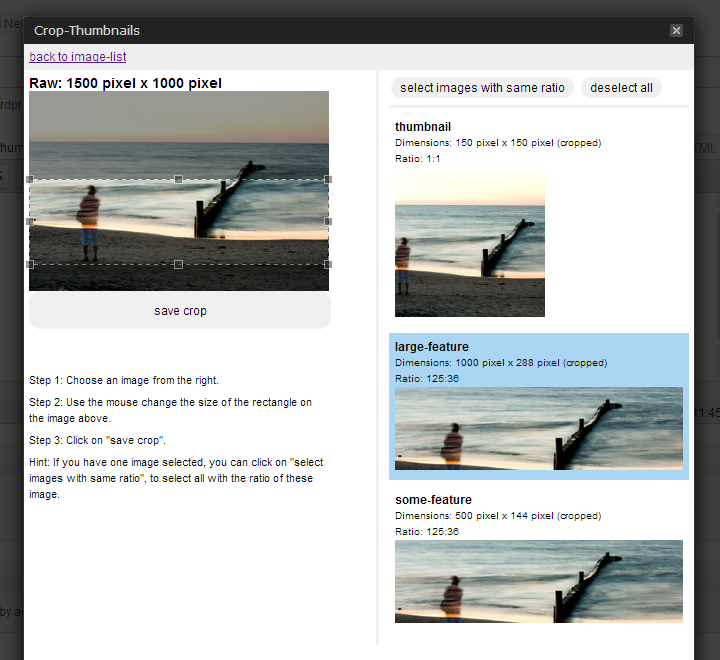 Crop-Thumbnails
back to image-list
Raw: 1500 pixel x 1000 pixel
save crop
Step 1: Choose an image from the right.
Step 2: Use the mouse change the size of the rectangle on
the image above.
Step 3: Click on "save crop".
Hint: If you have one image selected, you can click on "select
images with same ratio", to select all with the ratio of these
image.
select images with same ratio
deselect all
thumbnail
Dimensions: 150 pixel x 150 pixel (cropped)
Ratio: 1:1
large-feature
Dimensions: 1000 pixel x 288 pixel (cropped)
Ratio: 125:36
some-feature
Dimensions: 500 pixel x 144 pixel (cropped)
Ratio: 125:36